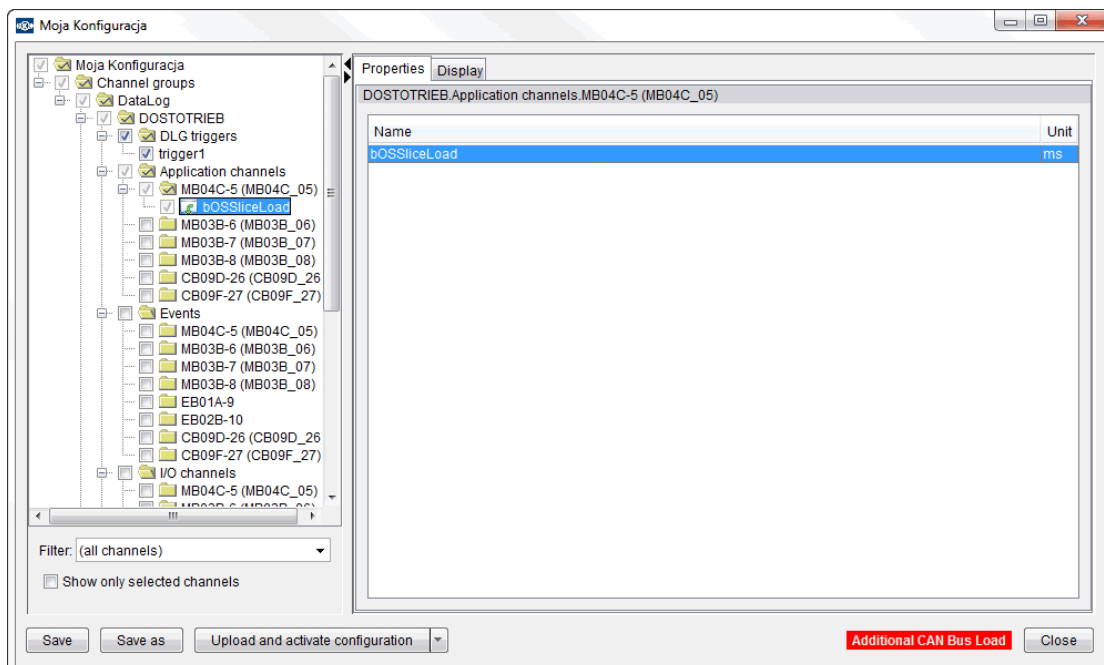 Moja Konfiguracja
Moja Konfiguracja
Channel groups
DataLog
DOSTOTRIEB
DLG triggers
trigger1
Application channels
MB04C-5 (MB04C_05)
bOSSliceLoad
MB03B-6 (MB03B_06)
MB03B-7 (MB03B_07)
MB03B-8 (MB03B_08)
CB09D-26 (CB09D_26
CB09F-27 (CB09F_27)
Events
MB04C-5 (MB04C_05)
MB03B-6 (MB03B_06)
MB03B-7 (MB03B_07)
MB03B-8 (MB03B_08)
EB01A-9
EB02B-10
CB09D-26 (CB09D_26
CB09F-27 (CB09F_27)
I/O channels
MB04C-5 (MB04C_05)
Filter: (all channels)
Show only selected channels
Properties Display
DOSTOTRIEB.Application channels.MB04C-5 (MB04C_05)
Name Unit
bOSSliceLoad ms
Save Save as Upload and activate configuration Additional CAN Bus Load Close